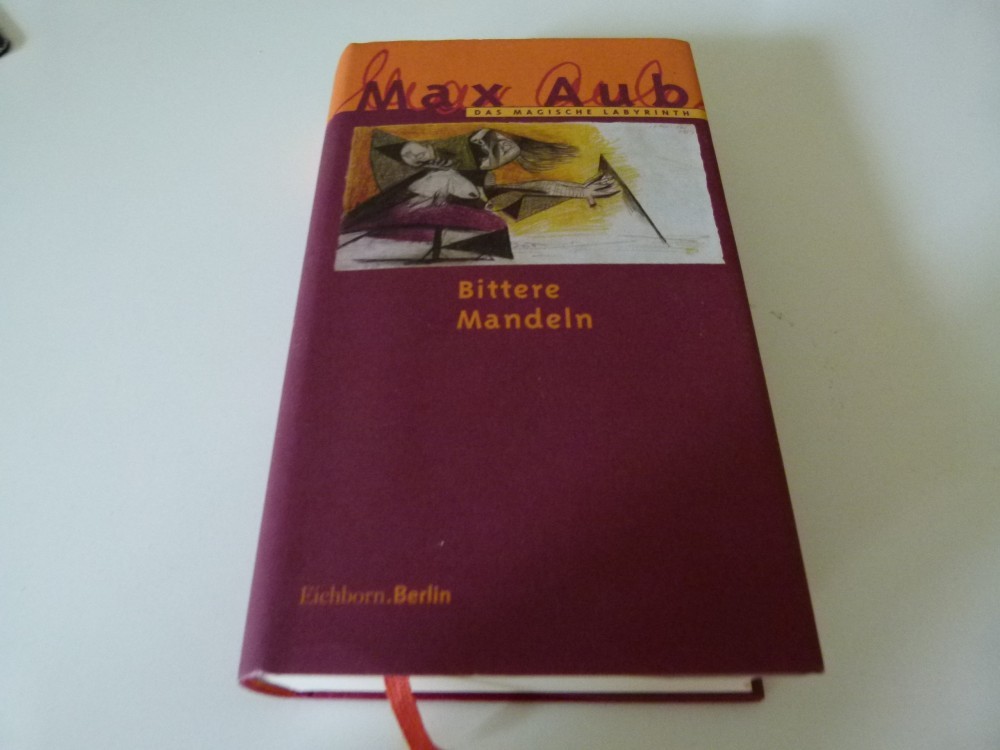 Max Aub
DAS MAGISCHE LABYRINTH
Bittere
Mandeln
Eichborn.Berlin